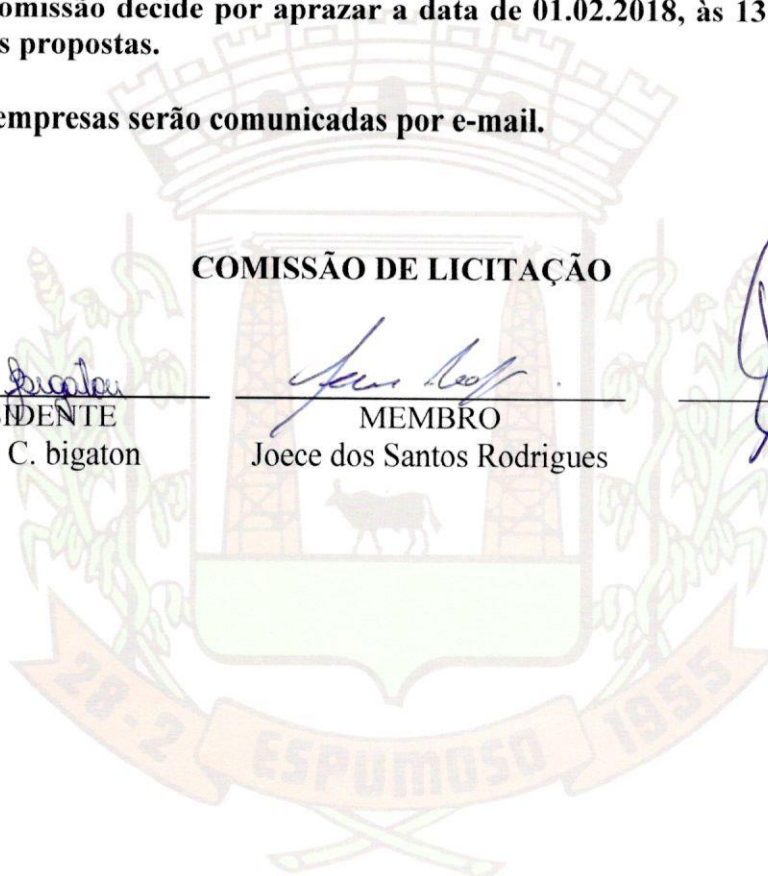 omissão decide por aprazar a data de 01.02.2018, às 13
s propostas.
empresas serão comunicadas por e-mail.
COMISSÃO DE LICITAÇÃO
bigaton
IDENTE
C. bigaton
MEMBRO
Joece dos Santos Rodrigues
28-2 ESPUMOSO 1955